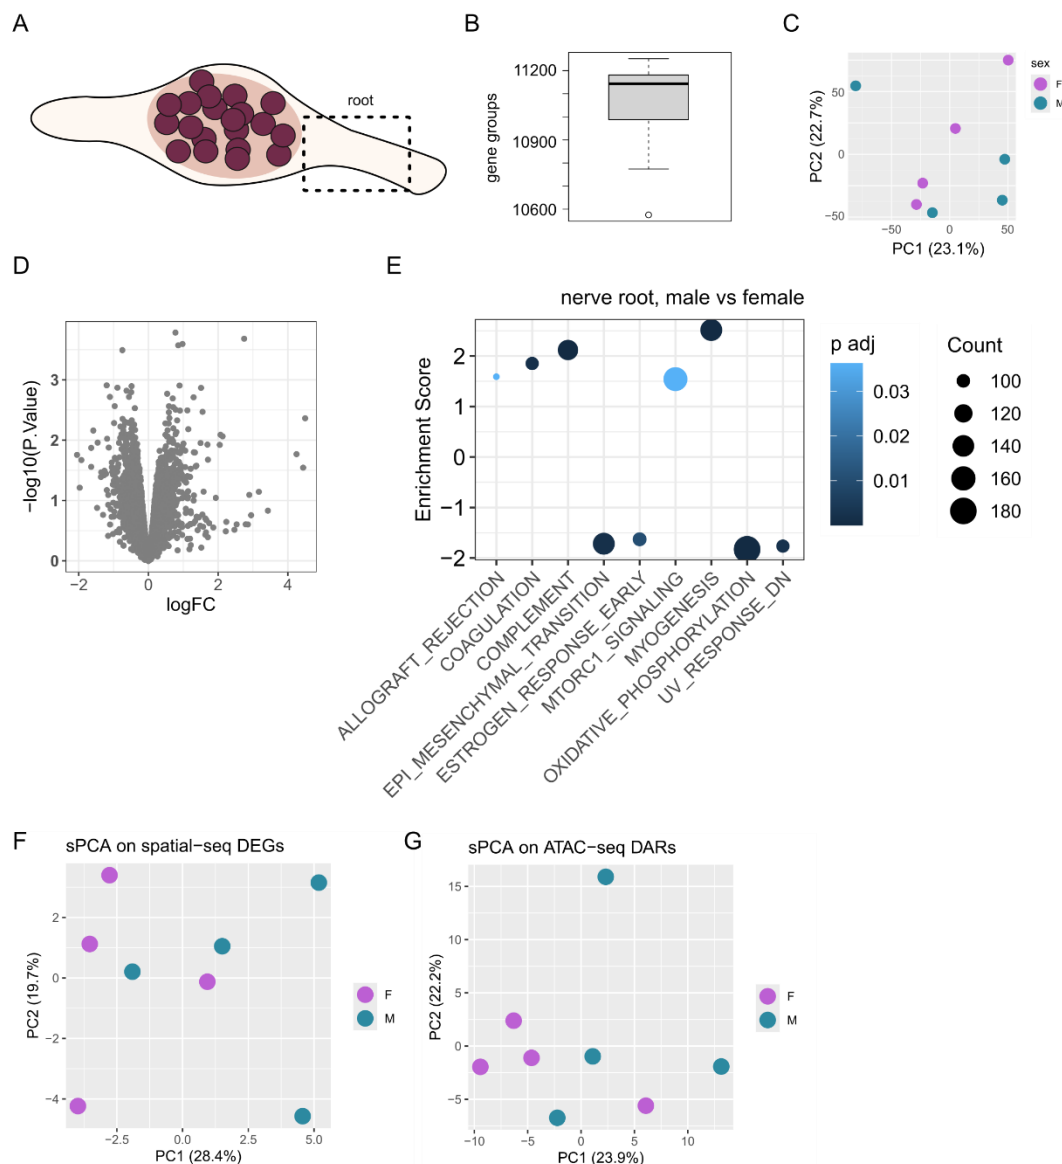 A
root
B
gene groups
11200
10900
10600
C
PC2 (22.7%)
50
0
−50
−50
0
50
PC1 (23.1%)
sex
F
M
D
−log10(P.Value)
3
2
1
0
−2
0
2
4
logFC
E
nerve root, male vs female
Enrichment Score
2
1
0
−1
−2
ALLOGRAFT_REJECTION
COAGULATION
COMPLEMENT
EPI_MESENCHYMAL_TRANSITION
ESTROGEN_RESPONSE_EARLY
MTORC1_SIGNALING
MYOGENESIS
OXIDATIVE_PHOSPHORYLATION
UV_RESPONSE_DN
p adj
0.03
0.02
0.01
Count
100
120
140
160
180
F
sPCA on spatial−seq DEGs
PC2 (19.7%)
2
0
−2
−4
−2.5
0.0
2.5
5.0
PC1 (28.4%)
F
M
G
sPCA on ATAC−seq DARs
PC2 (22.2%)
15
10
5
0
−5
−10
−5
0
5
10
PC1 (23.9%)
F
M